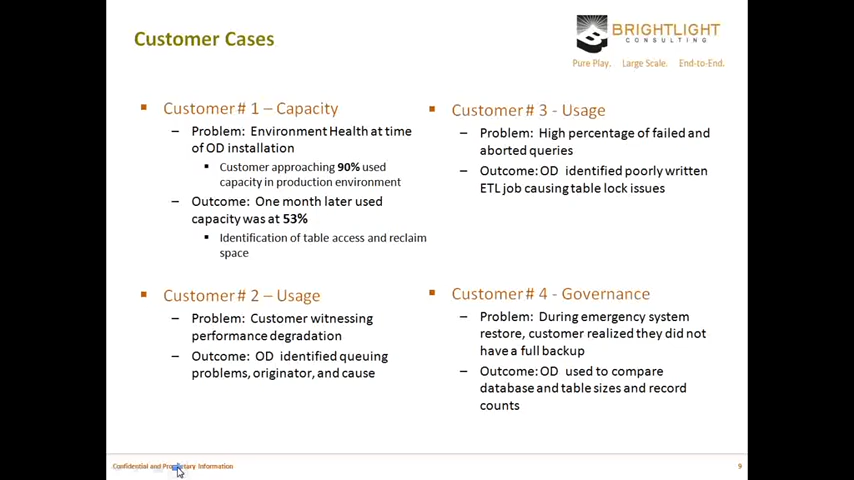 Customer Cases
BRIGHTLIGHT
CONSULTING
Pure Play. Large Scale. End-to-End.
Customer # 1 – Capacity
– Problem: Environment Health at time
of OD installation
Customer approaching 90% used
capacity in production environment
– Outcome: One month later used
capacity was at 53%
Identification of table access and reclaim
space
Customer # 2 – Usage
– Problem: Customer witnessing
performance degradation
– Outcome: OD identified queuing
problems, originator, and cause
Customer # 3 - Usage
– Problem: High percentage of failed and
aborted queries
– Outcome: OD identified poorly written
ETL job causing table lock issues
Customer # 4 - Governance
– Problem: During emergency system
restore, customer realized they did not
have a full backup
– Outcome: OD used to compare
database and table sizes and record
counts
Confidential and Proprietary Information
9